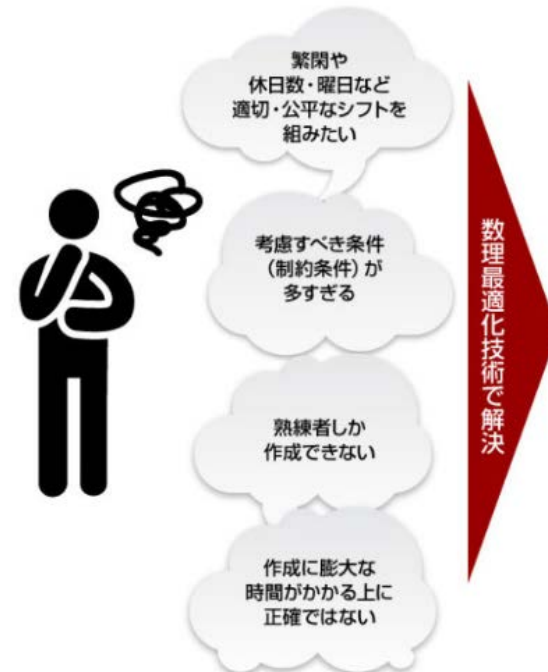 繁閑や
休日数・曜日など
適切・公平なシフトを
組みたい
考慮すべき条件
（制約条件）が
多すぎる
熟練者しか
作成できない
作成に膨大な
時間がかかる上に
正確ではない
数理最適化技術で解決